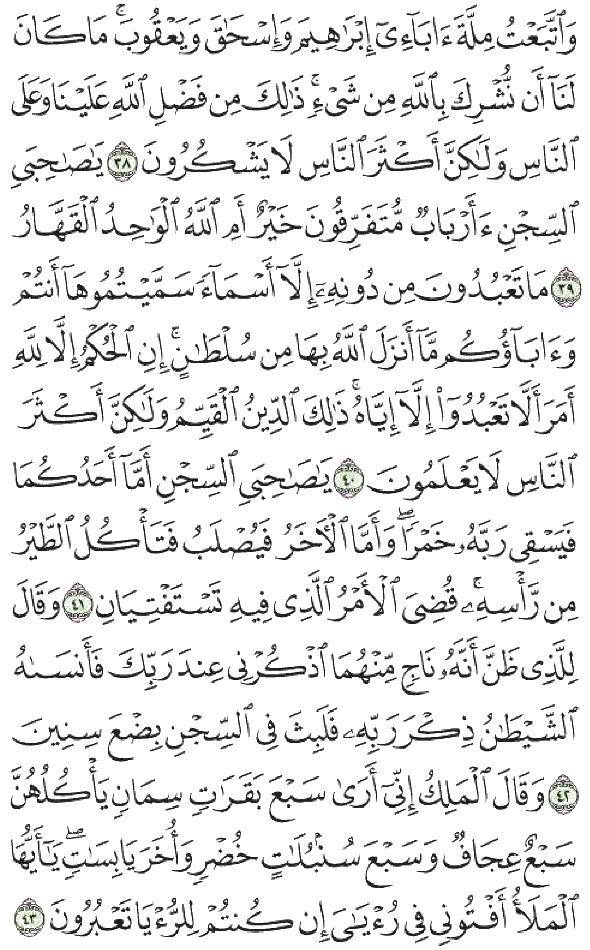 وَٱتَّبَعْتُ مِلَّةَ ءَابَآءِىٓ إِبْرَٰهِيمَ وَإِسْحَٰقَ وَيَعْقُوبَ ۚ مَا كَانَ
لَنَآ أَن نُّشْرِكَ بِٱللَّهِ مِن شَىْءٍ ۚ ذَٰلِكَ مِن فَضْلِ ٱللَّهِ عَلَيْنَا وَعَلَى
ٱلنَّاسِ وَلَٰكِنَّ أَكْثَرَ ٱلنَّاسِ لَا يَشْكُرُونَ ٣٨ يَٰصَٰحِبَىِ
ٱلسِّجْنِ ءَأَرْبَابٌ مُّتَفَرِّقُونَ خَيْرٌ أَمِ ٱللَّهُ ٱلْوَٰحِدُ ٱلْقَهَّارُ
٣٩ مَا تَعْبُدُونَ مِن دُونِهِۦٓ إِلَّآ أَسْمَآءً سَمَّيْتُمُوهَآ أَنتُمْ
وَءَابَآؤُكُم مَّآ أَنزَلَ ٱللَّهُ بِهَا مِن سُلْطَٰنٍ ۚ إِنِ ٱلْحُكْمُ إِلَّا لِلَّهِ
أَمَرَ أَلَّا تَعْبُدُوٓا۟ إِلَّآ إِيَّاهُ ۚ ذَٰلِكَ ٱلدِّينُ ٱلْقَيِّمُ وَلَٰكِنَّ أَكْثَرَ
ٱلنَّاسِ لَا يَعْلَمُونَ ٤٠ يَٰصَٰحِبَىِ ٱلسِّجْنِ أَمَّآ أَحَدُكُمَا
فَيَسْقِى رَبَّهُۥ خَمْرًا ۖ وَأَمَّا ٱلْءَاخَرُ فَيُصْلَبُ فَتَأْكُلُ ٱلطَّيْرُ
مِن رَّأْسِهِۦ ۚ قُضِىَ ٱلْأَمْرُ ٱلَّذِى فِيهِ تَسْتَفْتِيَانِ ٤١ وَقَالَ
لِلَّذِى ظَنَّ أَنَّهُۥ نَاجٍ مِّنْهُمَا ٱذْكُرْنِى عِندَ رَبِّكَ فَأَنسَىٰهُ
ٱلشَّيْطَٰنُ ذِكْرَ رَبِّهِۦ فَلَبِثَ فِى ٱلسِّجْنِ بِضْعَ سِنِينَ
٤٢ وَقَالَ ٱلْمَلِكُ إِنِّىٓ أَرَىٰ سَبْعَ بَقَرَٰتٍ سِمَانٍ يَأْكُلُهُنَّ
سَبْعٌ عِجَافٌ وَسَبْعَ سُنۢبُلَٰتٍ خُضْرٍ وَأُخَرَ يَابِسَٰتٍ ۖ يَٰٓأَيُّهَا
ٱلْمَلَأُ أَفْتُونِى فِى رُءْيَٰىَ إِن كُنتُمْ لِلرُّءْيَا تَعْبُرُونَ ٤٣